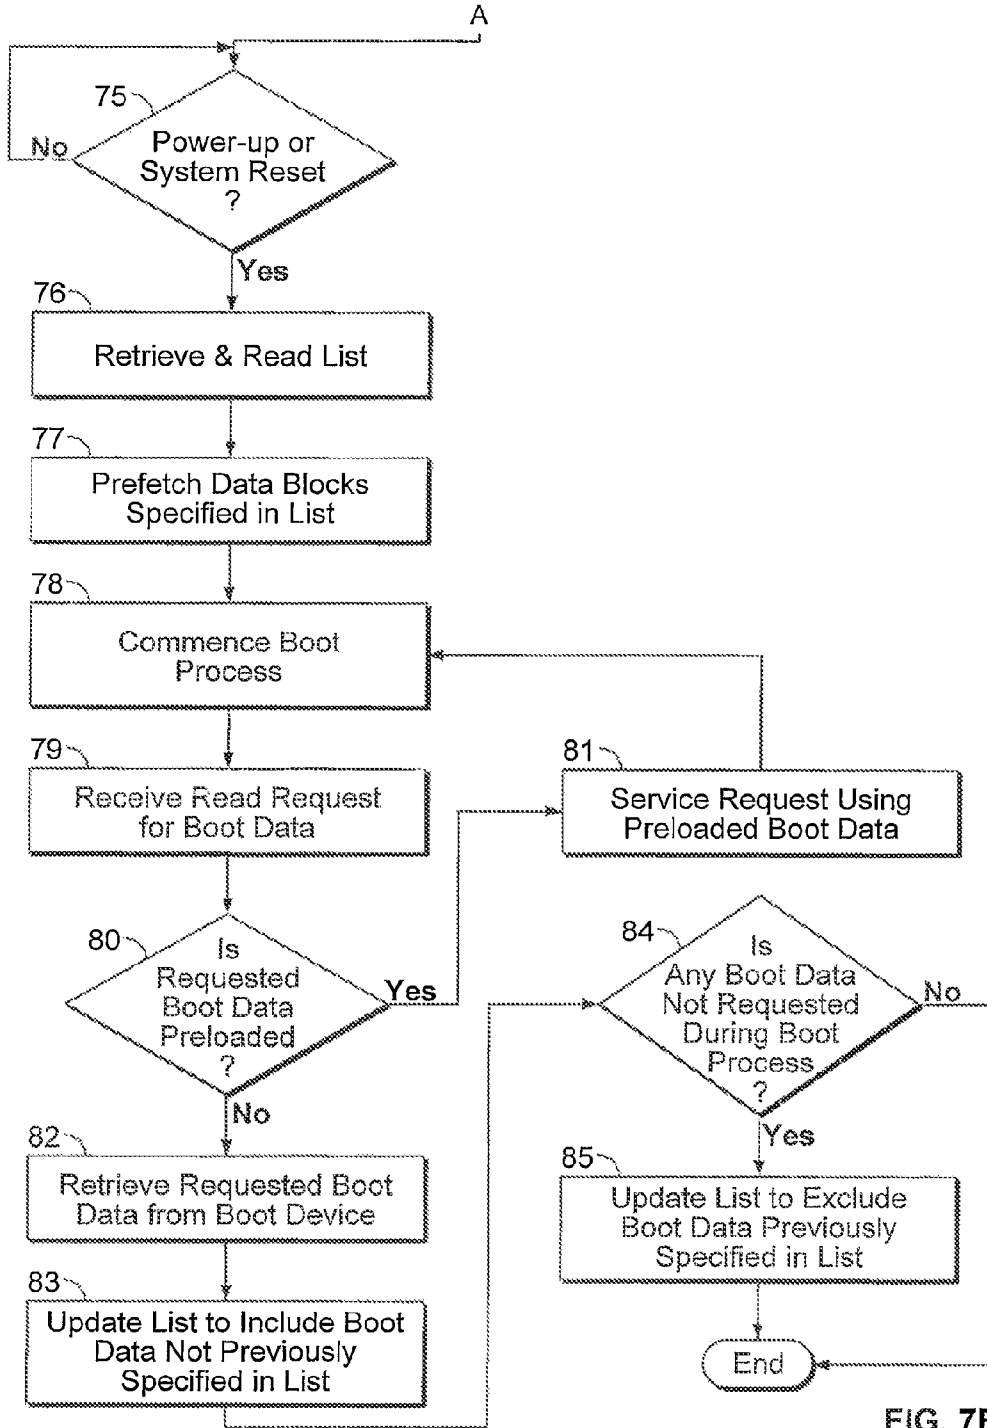 A
75
No
Power-up or
System Reset
?
Yes
76
Retrieve & Read List
77
Prefetch Data Blocks
Specified in List
78
Commence Boot
Process
79
Receive Read Request
for Boot Data
81
Service Request Using
Preloaded Boot Data
80
Is
Requested
Boot Data
Preloaded
?
Yes
No
84
Is
Any Boot Data
Not Requested
During Boot
Process
?
No
Yes
82
Retrieve Requested Boot
Data from Boot Device
85
Update List to Exclude
Boot Data Previously
Specified in List
83
Update List to Include Boot
Data Not Previously
Specified in List
End
FIG.